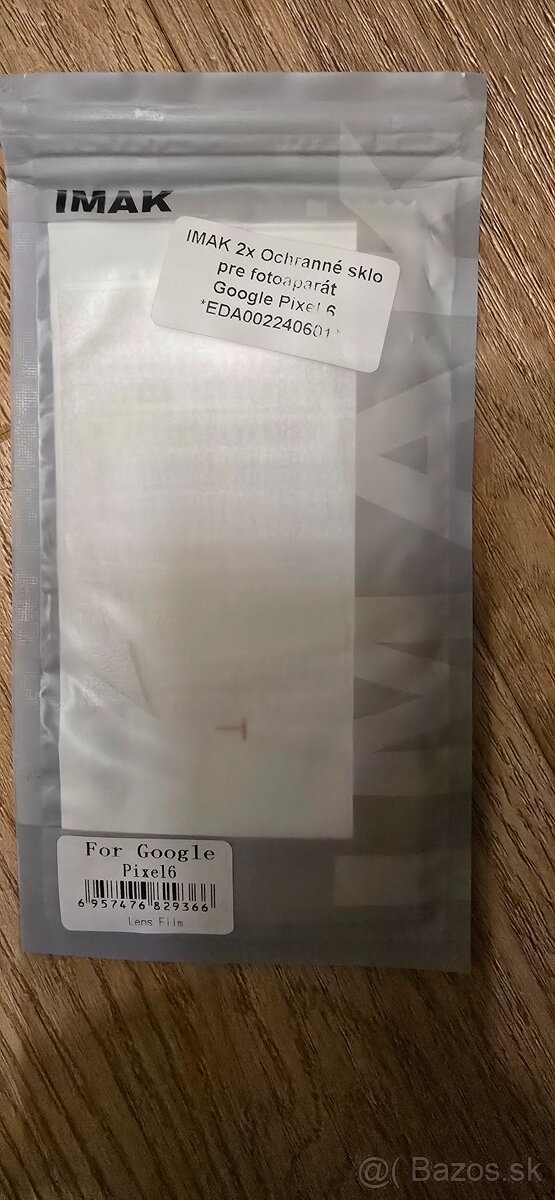 IMAK
IMAK 2x Ochranné sklo
pre fotoaparát
Google Pixel 6
*EDA002240601*
IMAK
For Google
Pixel6
6 957476 829366
Lens Film
@( Bazos.sk